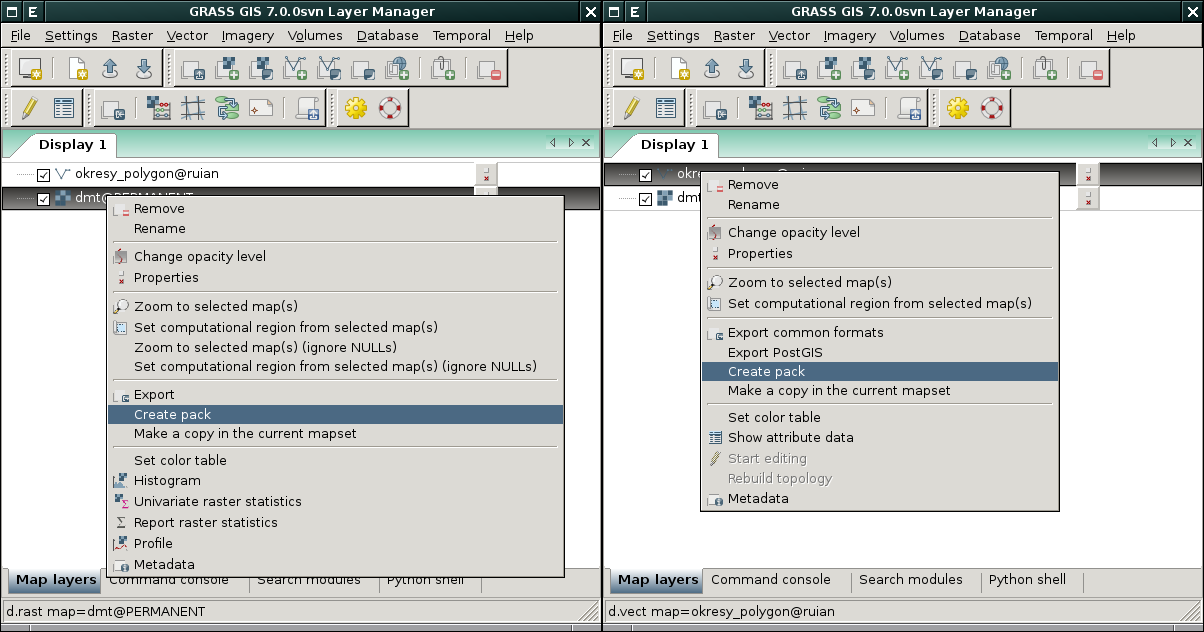 E GRASS GIS 7.0.0svn Layer Manager
File Settings Raster Vector Imagery Volumes Database Temporal Help
Display 1
okresy_polygon@ruian
dmt@PERMANENT
Remove
Rename
Change opacity level
Properties
Zoom to selected map(s)
Set computational region from selected map(s)
Zoom to selected map(s) (ignore NULLs)
Set computational region from selected map(s) (ignore NULLs)
Export
Create pack
Make a copy in the current mapset
Set color table
Histogram
Univariate raster statistics
Report raster statistics
Profile
Metadata
Map layers Command console Search modules Python shell
d.rast map=dmt@PERMANENT
E GRASS GIS 7.0.0svn Layer Manager
File Settings Raster Vector Imagery Volumes Database Temporal Help
Display 1
dmt
Remove
Rename
Change opacity level
Properties
Zoom to selected map(s)
Set computational region from selected map(s)
Export common formats
Export PostGIS
Create pack
Make a copy in the current mapset
Set color table
Show attribute data
Start editing
Rebuild topology
Metadata
Map layers Command console Search modules Python shell
d.vect map=okresy_polygon@ruian